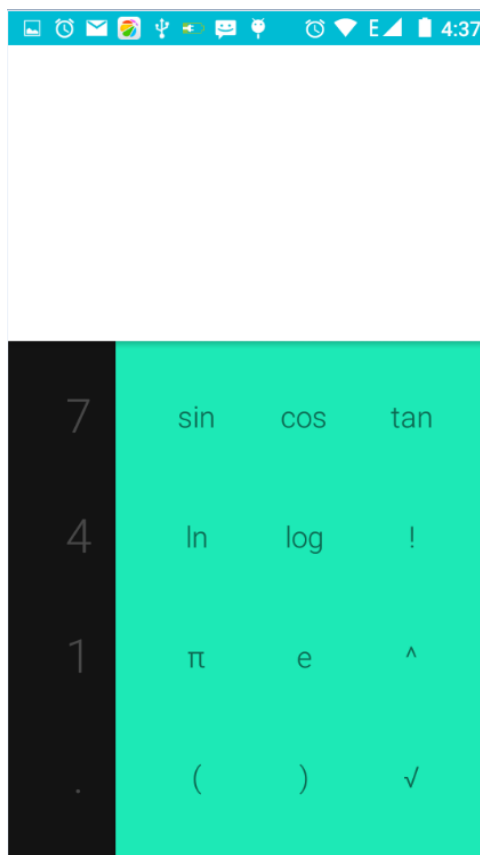 E 4:37
7 sin cos tan
4 ln log !
1 π e ^
. ( ) √